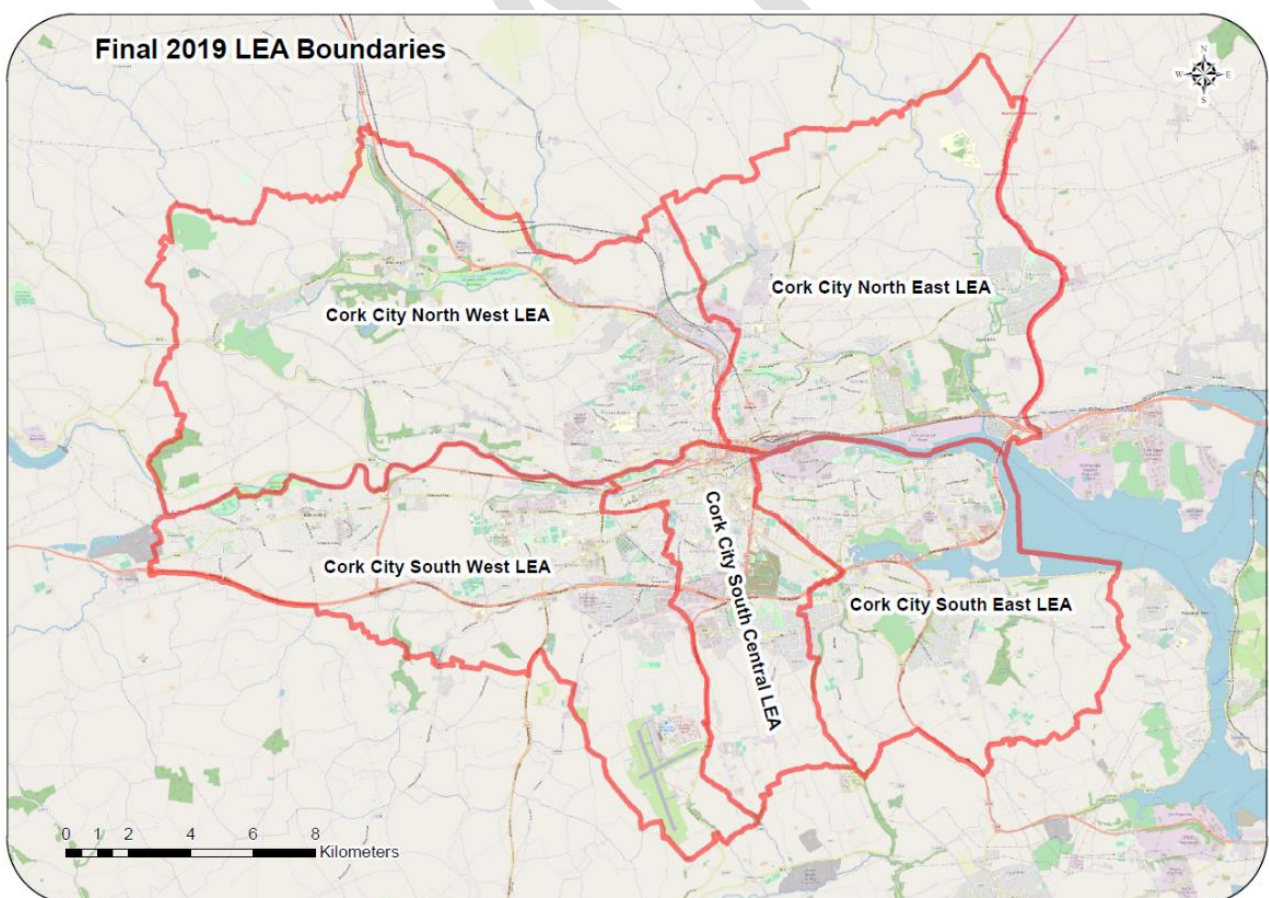 Final 2019 LEA Boundaries
N
W E
S
Cork City North East LEA
Cork City North West LEA
Cork City South Central LEA
Cork City South West LEA
Cork City South East LEA
0 1 2 4 6 8
Kilometers